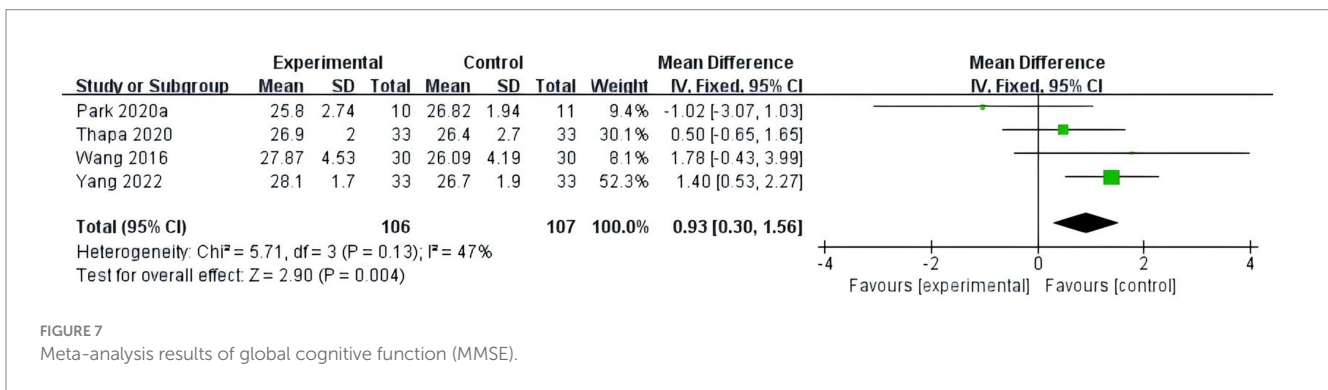 Experimental Control Mean Difference Mean Difference
Study or Subgroup Mean SD Total Mean SD Total Weight IV, Fixed, 95% CI IV, Fixed, 95% CI
Park 2020a 25.8 2.74 10 26.82 1.94 11 9.4% -1.02 [-3.07, 1.03]
Thapa 2020 26.9 2 33 26.4 2.7 33 30.1% 0.50 [-0.65, 1.65]
Wang 2016 27.87 4.53 30 26.09 4.19 30 8.1% 1.78 [-0.43, 3.99]
Yang 2022 28.1 1.7 33 26.7 1.9 33 52.3% 1.40 [0.53, 2.27]
Total (95% CI) 106 107 100.0% 0.93 [0.30, 1.56]
Heterogeneity: Chi² = 5.71, df = 3 (P = 0.13); I² = 47%
Test for overall effect: Z = 2.90 (P = 0.004)
-4 -2 0 2 4
Favours [experimental] Favours [control]
FIGURE 7
Meta-analysis results of global cognitive function (MMSE).